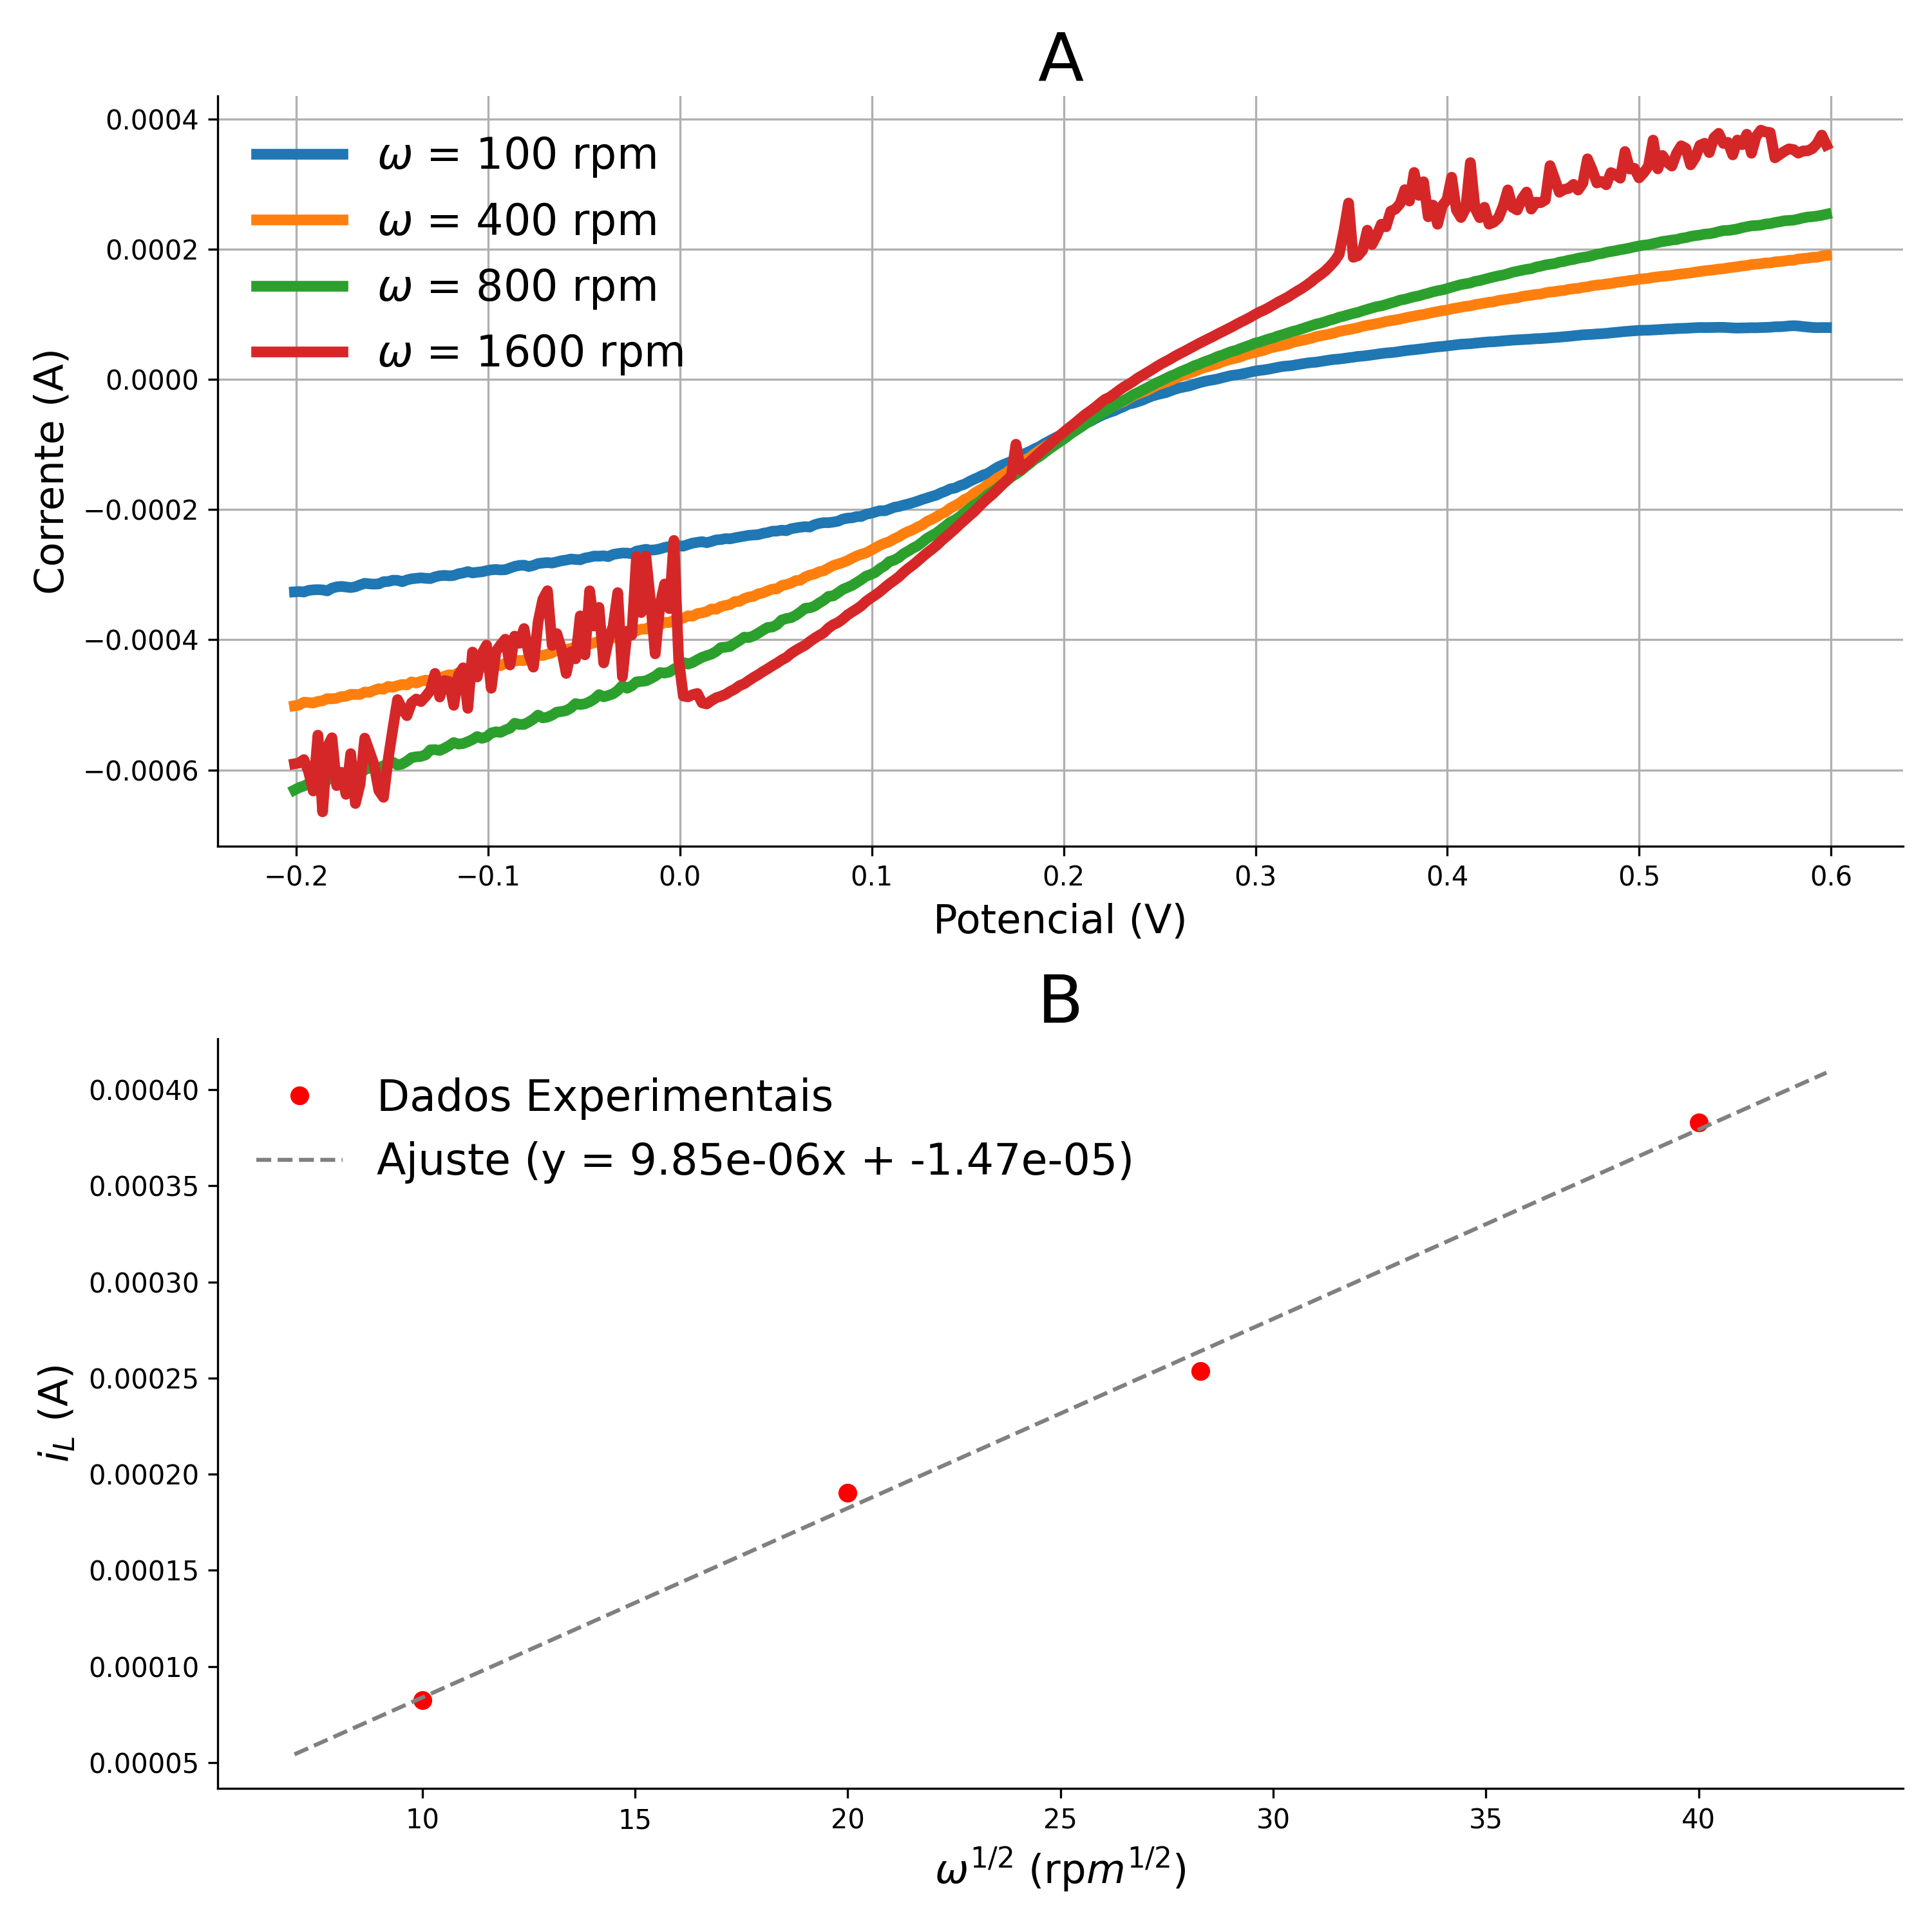 A
0.0004
0.0002
0.0000
−0.0002
−0.0004
−0.0006
Corrente (A)
ω = 100 rpm
ω = 400 rpm
ω = 800 rpm
ω = 1600 rpm
−0.2 −0.1 0.0 0.1 0.2 0.3 0.4 0.5 0.6
Potencial (V)
B
0.00040
0.00035
0.00030
0.00025
0.00020
0.00015
0.00010
0.00005
i_L (A)
Dados Experimentais
Ajuste (y = 9.85e-06x + -1.47e-05)
10 15 20 25 30 35 40
ω^{1/2} (rpm^{1/2})